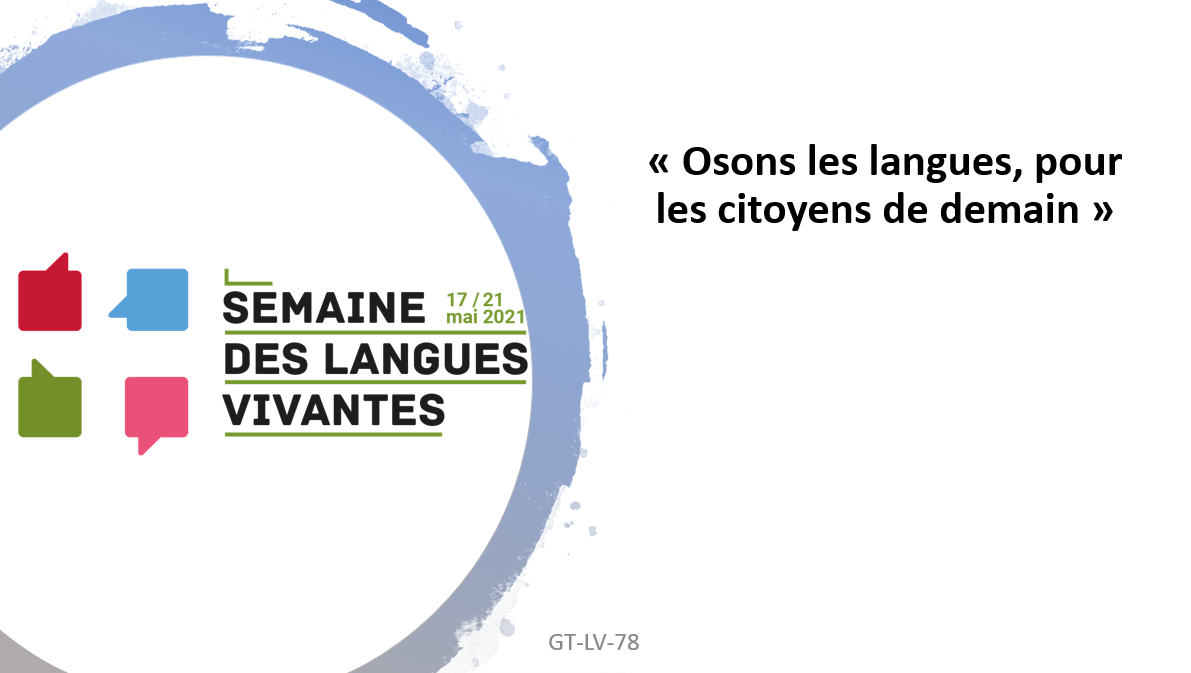 « Osons les langues, pour
les citoyens de demain »
SEMAINE
17 / 21
mai 2021
DES LANGUES
VIVANTES
GT-LV-78